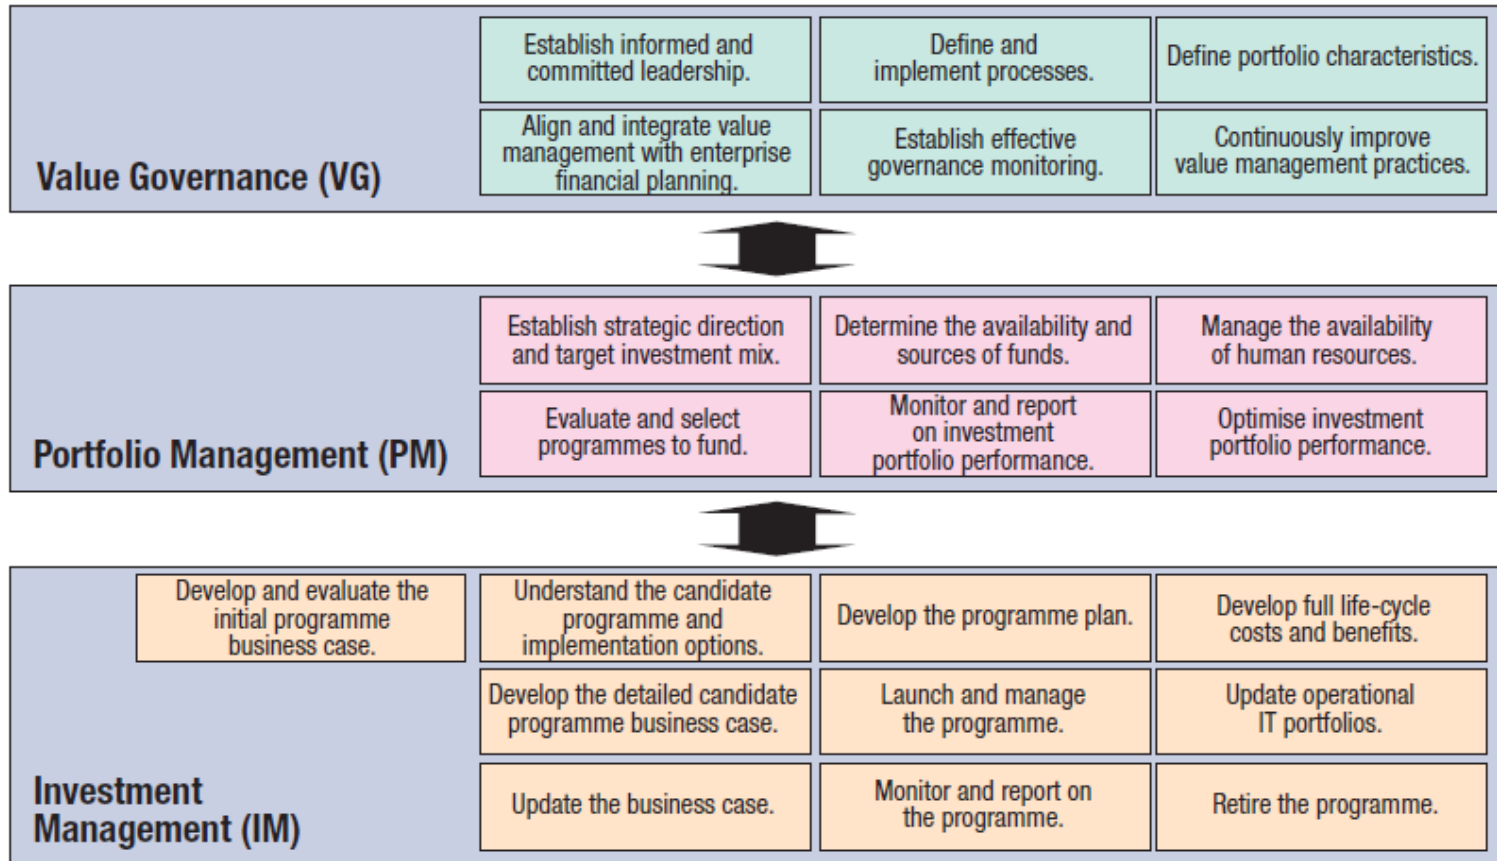 Value Governance (VG)
Establish informed and
committed leadership.
Define and
implement processes.
Define portfolio characteristics.
Align and integrate value
management with enterprise
financial planning.
Establish effective
governance monitoring.
Continuously improve
value management practices.
Portfolio Management (PM)
Establish strategic direction
and target investment mix.
Determine the availability and
sources of funds.
Manage the availability
of human resources.
Evaluate and select
programmes to fund.
Monitor and report
on investment
portfolio performance.
Optimise investment
portfolio performance.
Investment
Management (IM)
Develop and evaluate the
initial programme
business case.
Understand the candidate
programme and
implementation options.
Develop the programme plan.
Develop full life-cycle
costs and benefits.
Develop the detailed candidate
programme business case.
Launch and manage
the programme.
Update operational
IT portfolios.
Update the business case.
Monitor and report on
the programme.
Retire the programme.